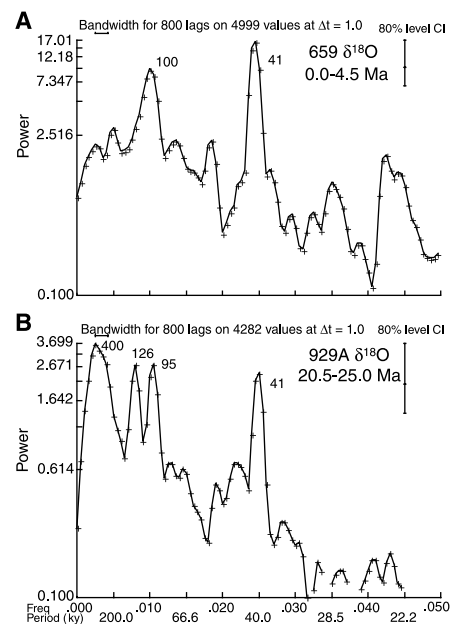 A
Bandwidth for 800 lags on 4999 values at Δt = 1.0
80% level CI
17.01
12.18
7.347
2.516
0.100
Power
100
41
659 δ¹⁸O
0.0-4.5 Ma
B
Bandwidth for 800 lags on 4282 values at Δt = 1.0
80% level CI
3.699
2.671
1.642
0.614
0.100
Power
400
126
95
41
929A δ¹⁸O
20.5-25.0 Ma
Freq .000 .010 .020 .030 .040 .050
Period (ky) 200.0 66.6 40.0 28.5 22.2